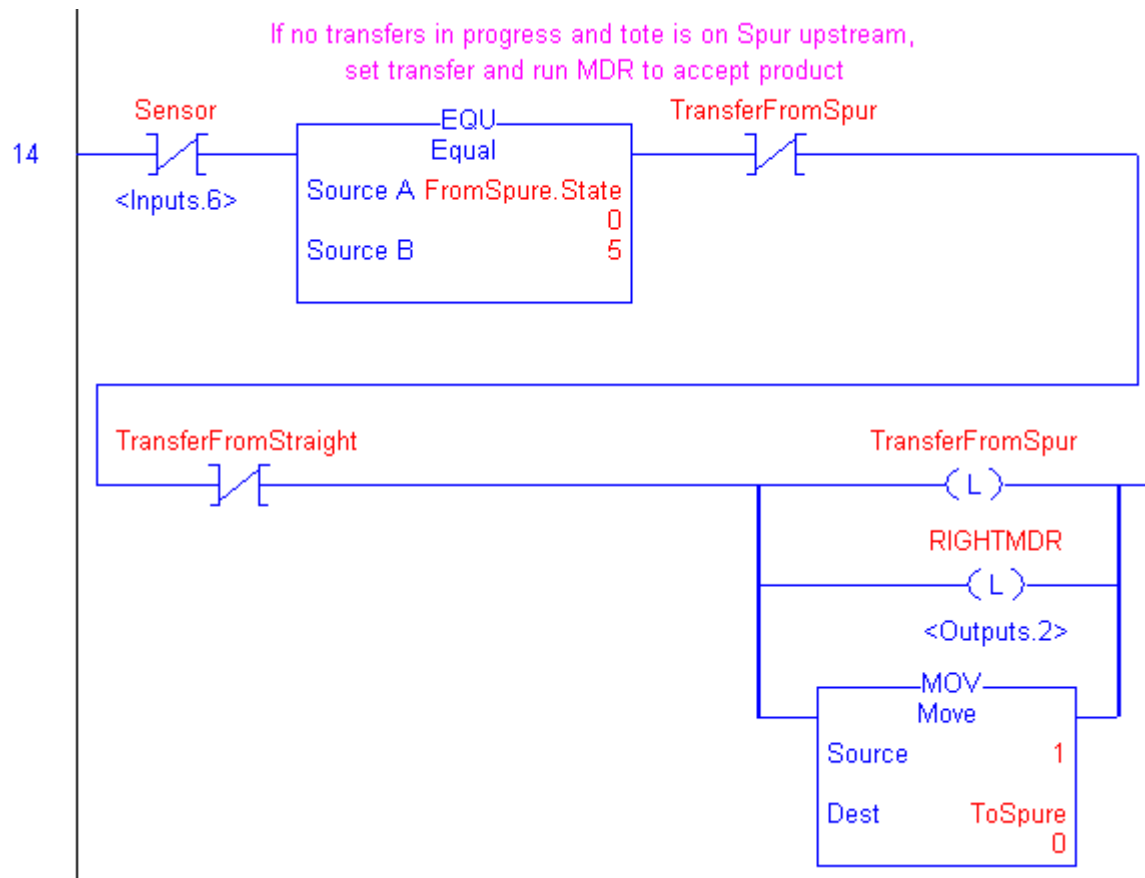 If no transfers in progress and tote is on Spur upstream,
set transfer and run MDR to accept product
14
Sensor
<Inputs.6>
EQU
Equal
Source A FromSpure.State
0
Source B 5
TransferFromSpur
TransferFromStraight
TransferFromSpur
L
RIGHTMDR
L
<Outputs.2>
MOV
Move
Source 1
Dest ToSpure
0